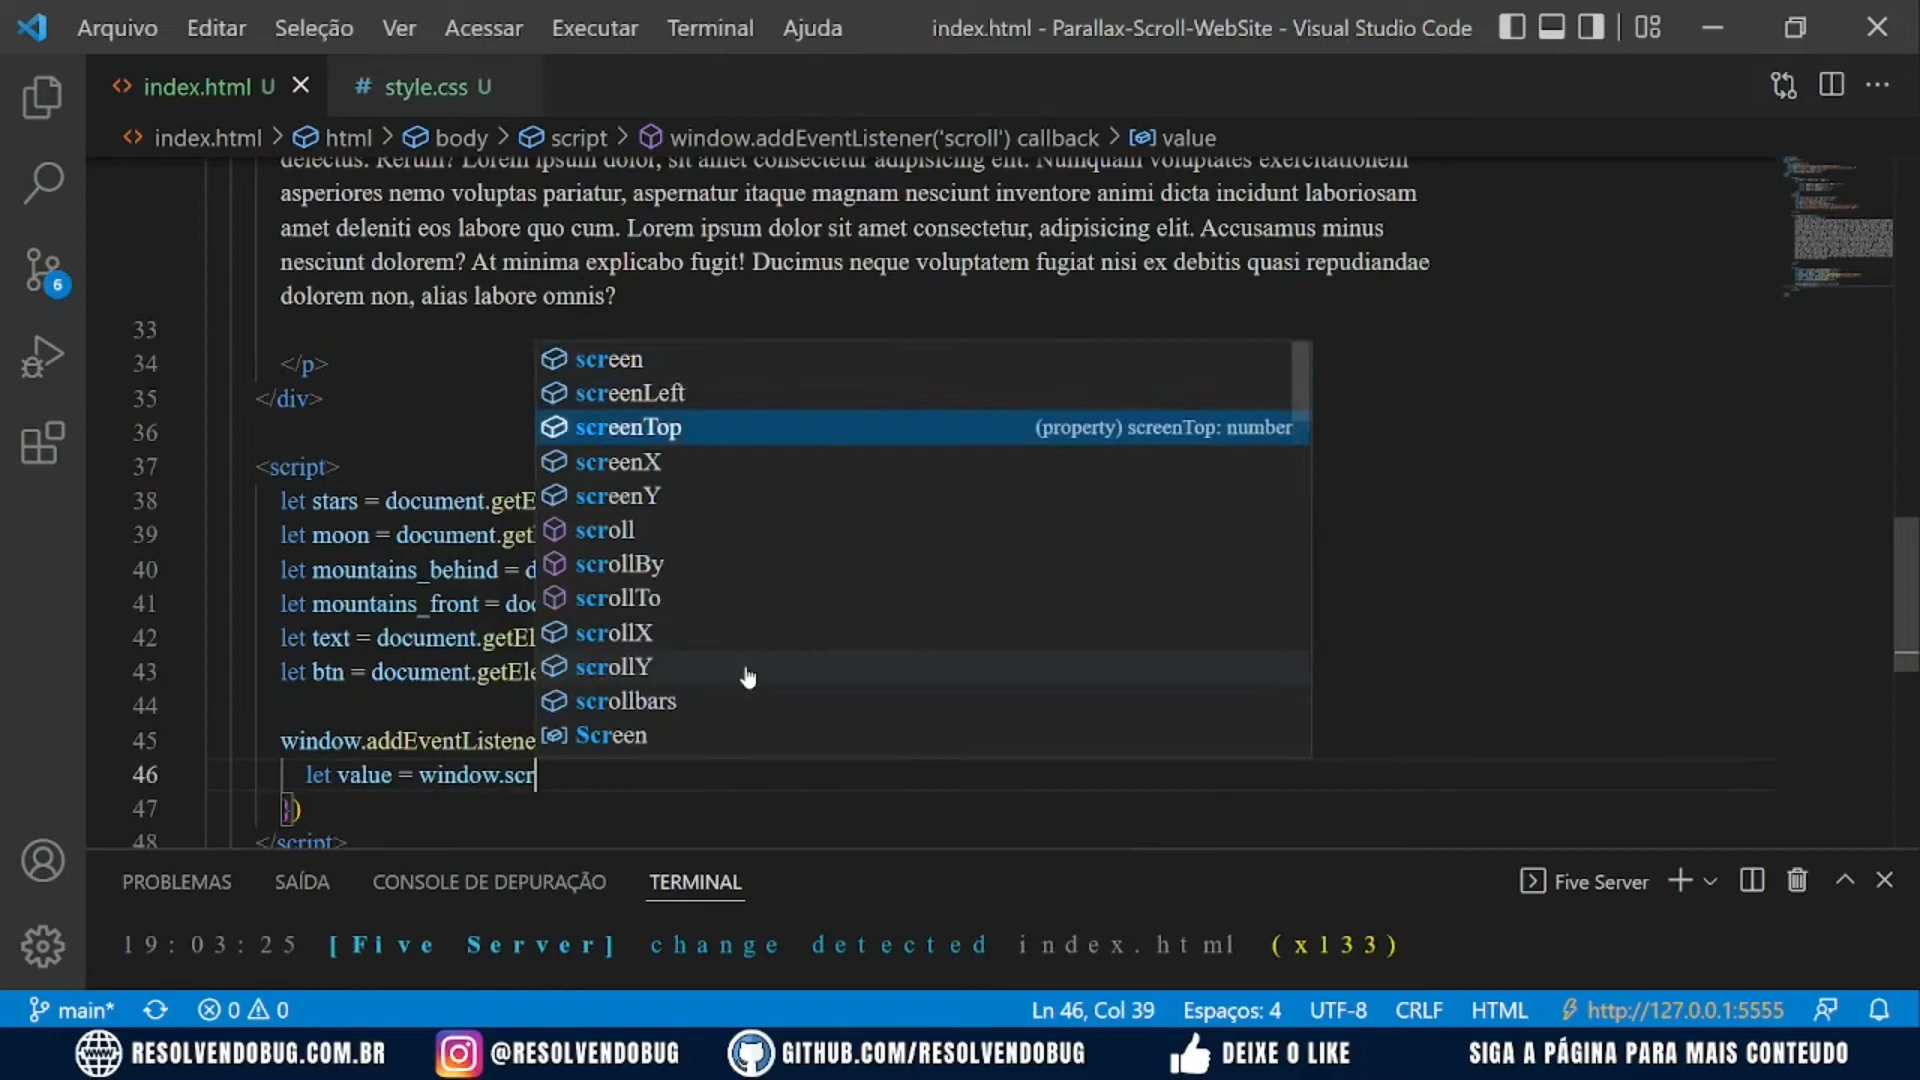 Arquivo Editar Seleção Ver Acessar Executar Terminal Ajuda index.html - Parallax-Scroll-WebSite - Visual Studio Code
index.html U # style.css U
index.html > html > body > script > window.addEventListener('scroll') callback > value
delectus. Rerum? Lorem ipsum dolor, sit amet consectetur adipisicing elit. Numquam voluptates exercitationem
asperiores nemo voluptas pariatur, aspernatur itaque magnam nesciunt inventore animi dicta incidunt laboriosam
amet deleniti eos labore quo cum. Lorem ipsum dolor sit amet consectetur, adipisicing elit. Accusamus minus
nesciunt dolorem? At minima explicabo fugit! Ducimus neque voluptatem fugiat nisi ex debitis quasi repudiandae
dolorem non, alias labore omnis?
33
34 </p>
35 </div>
36
37 <script>
38 let stars = document.getE
39 let moon = document.get
40 let mountains_behind = d
41 let mountains_front = doc
42 let text = document.getEl
43 let btn = document.getEle
44
45 window.addEventListene
46 let value = window.scr
47 })
48 </script>
screen
screenLeft
screenTop (property) screenTop: number
screenX
screenY
scroll
scrollBy
scrollTo
scrollX
scrollY
scrollbars
Screen
6
PROBLEMAS SAÍDA CONSOLE DE DEPURAÇÃO TERMINAL Five Server
19:03:25 [Five Server] change detected index.html (x133)
main* 0 0 Ln 46, Col 39 Espaços: 4 UTF-8 CRLF HTML http://127.0.0.1:5555
RESOLVENDOBUG.COM.BR @RESOLVENDOBUG GITHUB.COM/RESOLVENDOBUG DEIXE O LIKE SIGA A PÁGINA PARA MAIS CONTEUDO